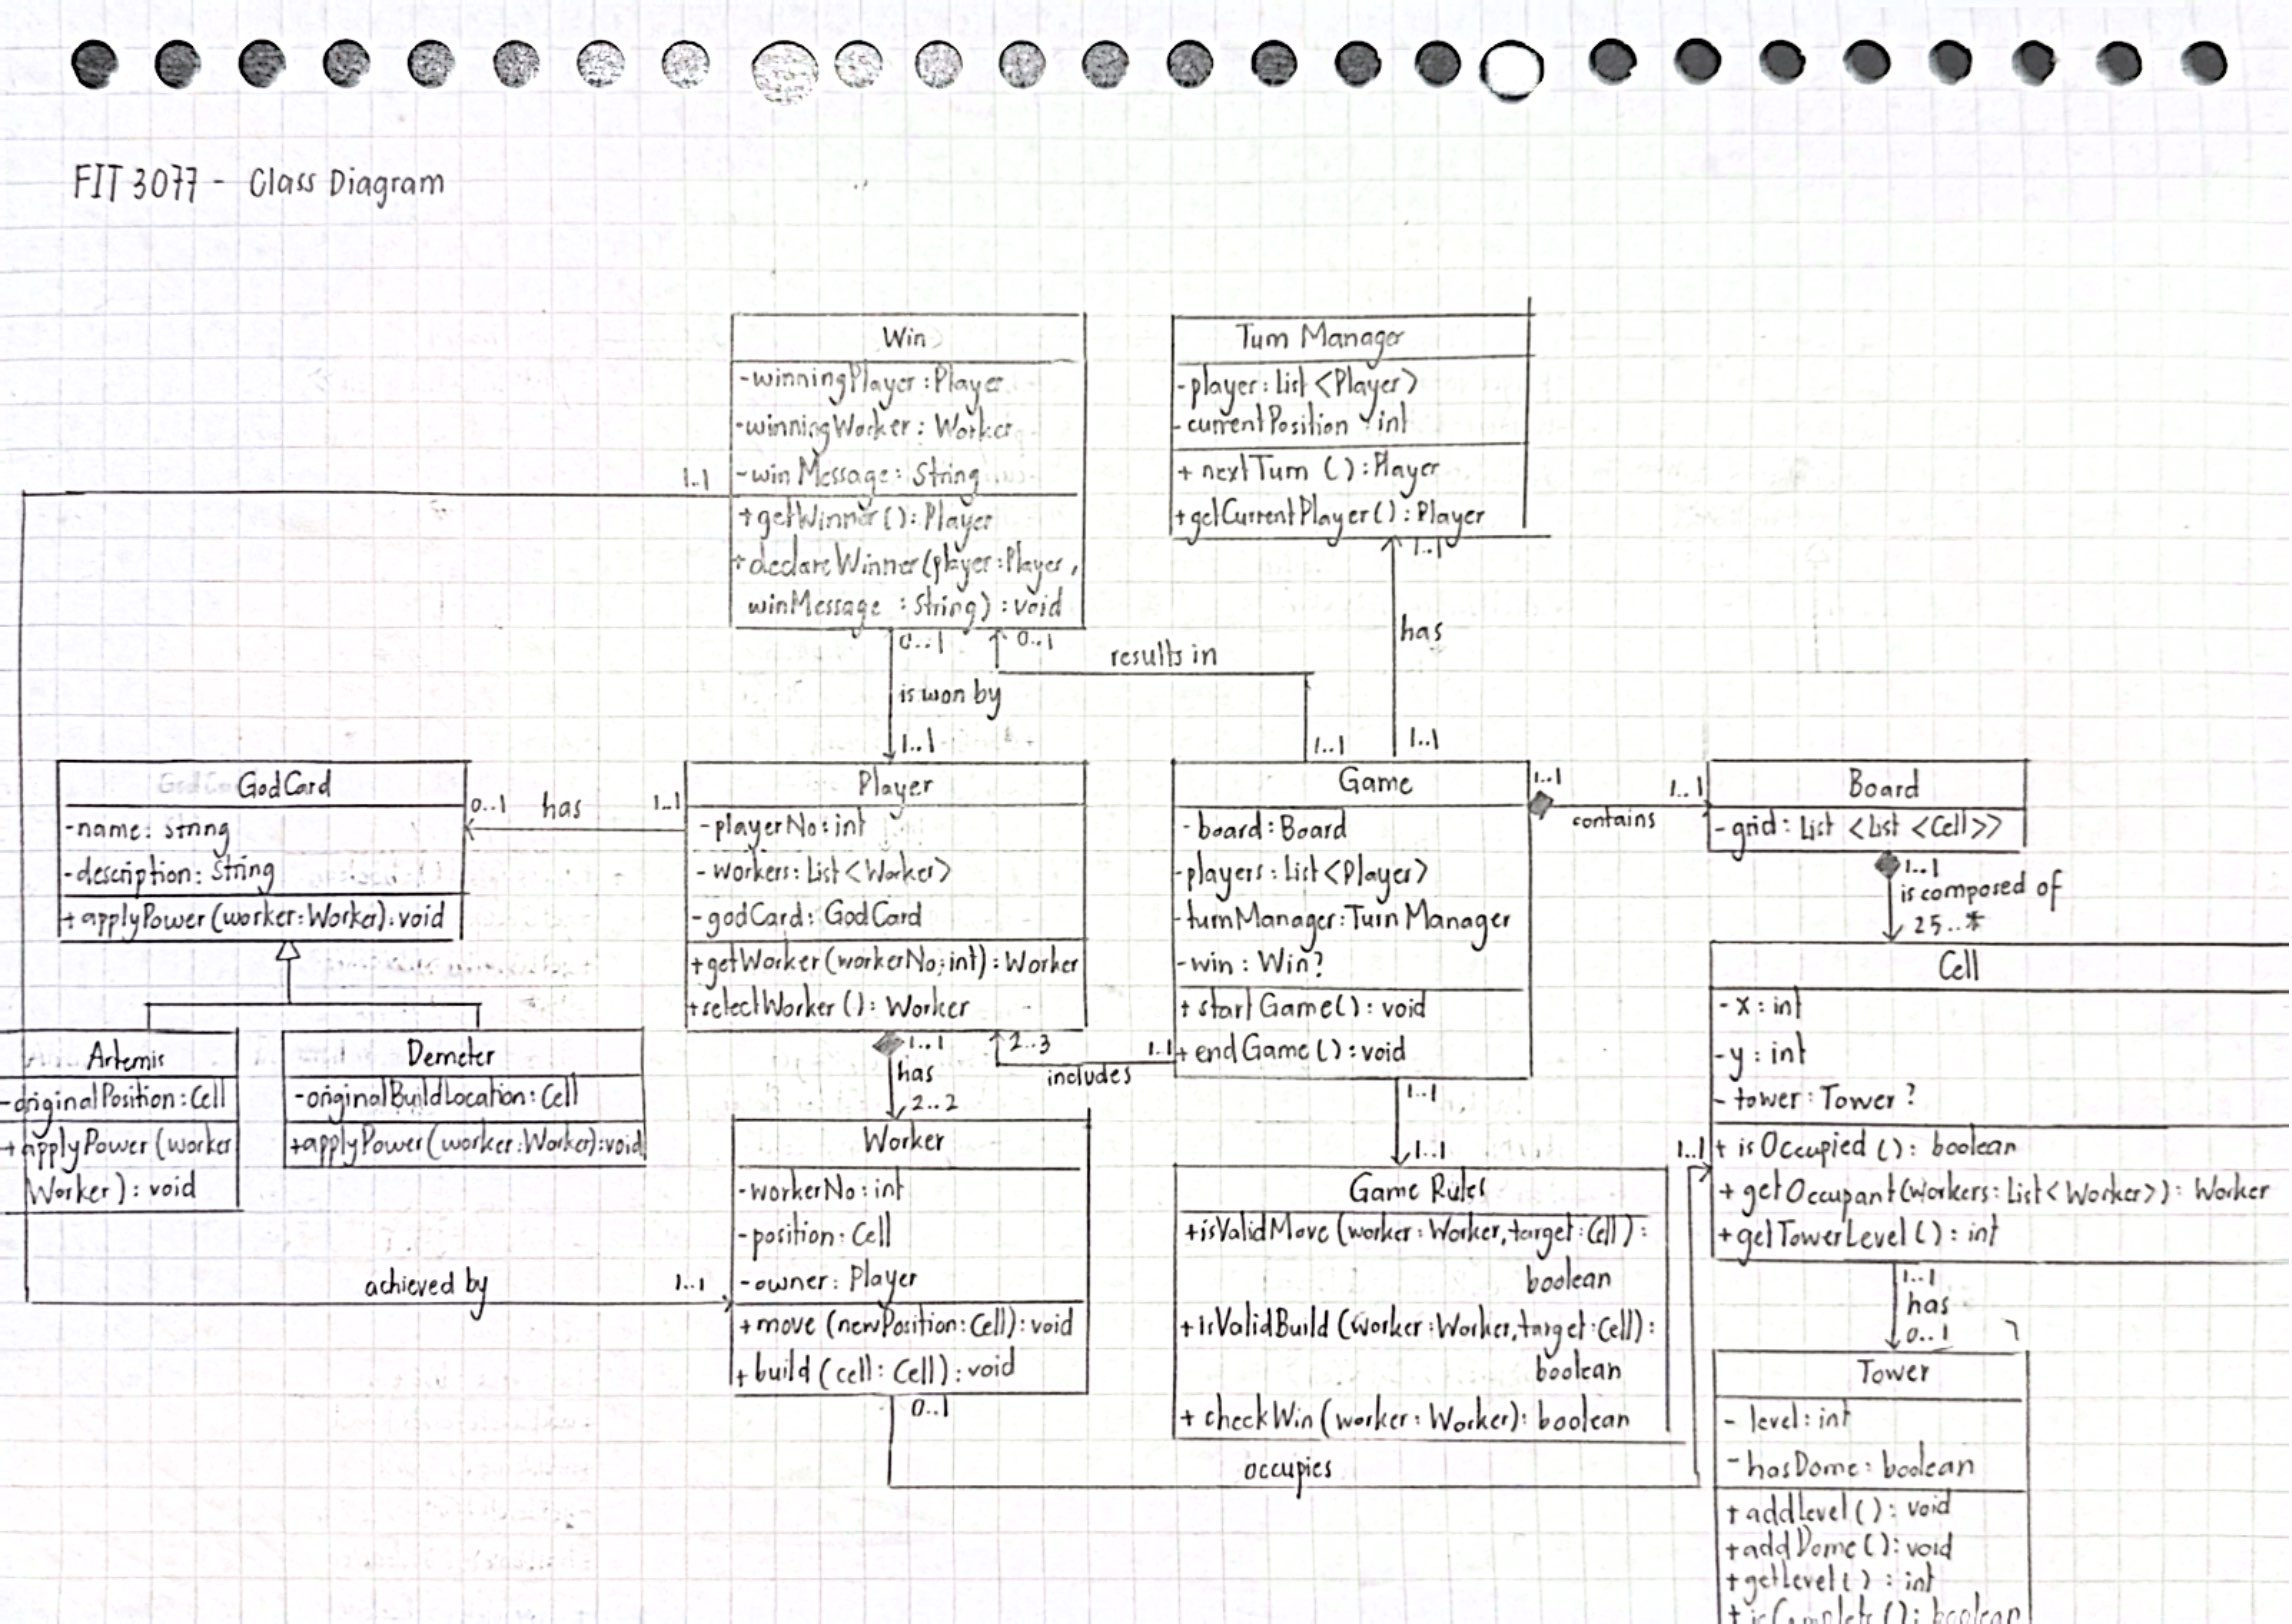 FIT 3077 - Class Diagram
Win
-winningPlayer : Player
-winningWorker : Worker
-winMessage : String
+getWinner() : Player
+declareWinner(player:Player,
winMessage : String) : void
Turn Manager
-player : List <Player>
-currentPosition int
+ nextTurn () : Player
+getCurrentPlayer() : Player
1..1
0..1
0..1
1..1
results in
has
is won by
1..1
1..1
1..1
GodCard
-name: String
-description: String
+applyPower(worker:Worker):void
0..1
has
1..1
Player
-playerNo: int
-workers: List<Worker>
-godCard: GodCard
+getWorker(workerNo:int) : Worker
+selectWorker () : Worker
Game
-board: Board
-players: List<Player>
-turnManager:Turn Manager
-win : Win?
+ startGame() : void
+ endGame() : void
1..1
contains
1..1
Board
-grid: List <List <Cell>>
1..1
is composed of
25..*
Cell
- x : int
- y : int
- tower : Tower ?
+ isOccupied () : boolean
+ getOccupant(workers: List<Worker>) : Worker
+getTowerLevel() : int
Artemis
-originalPosition:Cell
+applyPower(worker
Worker) : void
Demeter
-originalBuildLocation: Cell
+applyPower(worker:Worker):void
1..1
has
2..2
2..3
includes
1..1
1..1
1..1
Worker
-workerNo: int
-position: Cell
-owner: Player
+move (newPosition: Cell) : void
+ build (cell: Cell) : void
Game Rules
+isValidMove (worker: Worker, target: Cell) :
boolean
+isValidBuild (worker:Worker, target:Cell) :
boolean
+ checkWin (worker: Worker) : boolean
1..1
achieved by
1..1
0..1
occupies
1..1
has
0..1
Tower
- level: int
- hasDome: boolean
+addLevel() : void
+addDome () : void
+getLevel() : int
+isComplete () : boolean